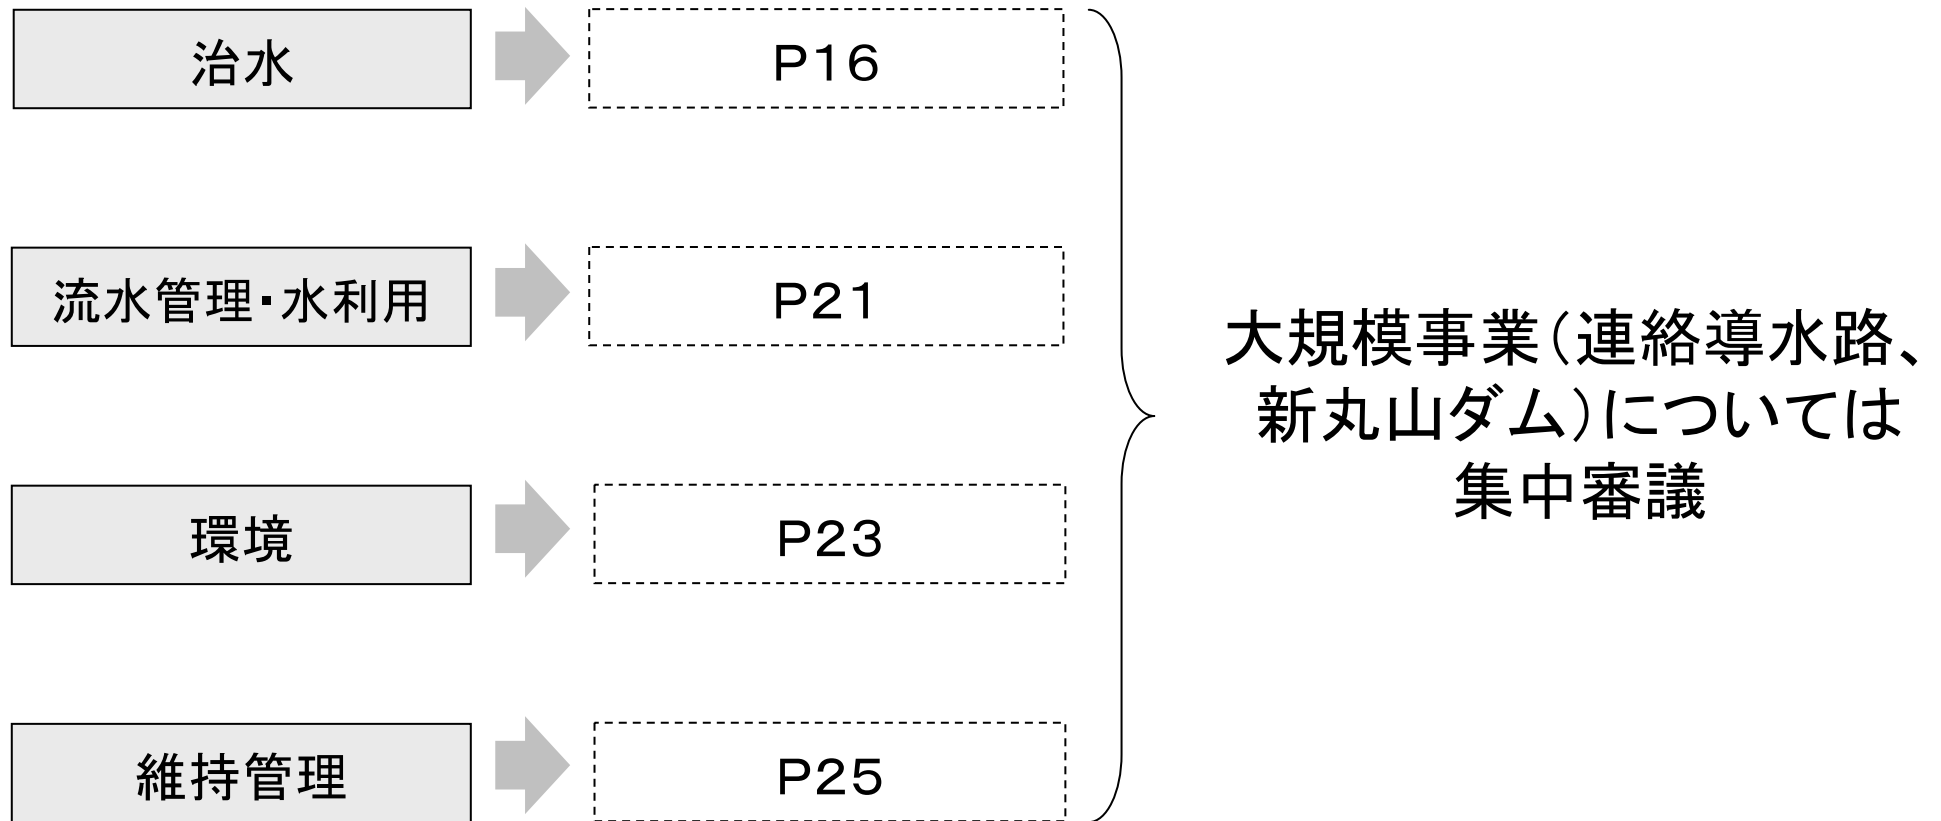 治水
P16
流水管理・水利用
P21
環境
P23
維持管理
P25
大規模事業（連絡導水路、
新丸山ダム）については
集中審議